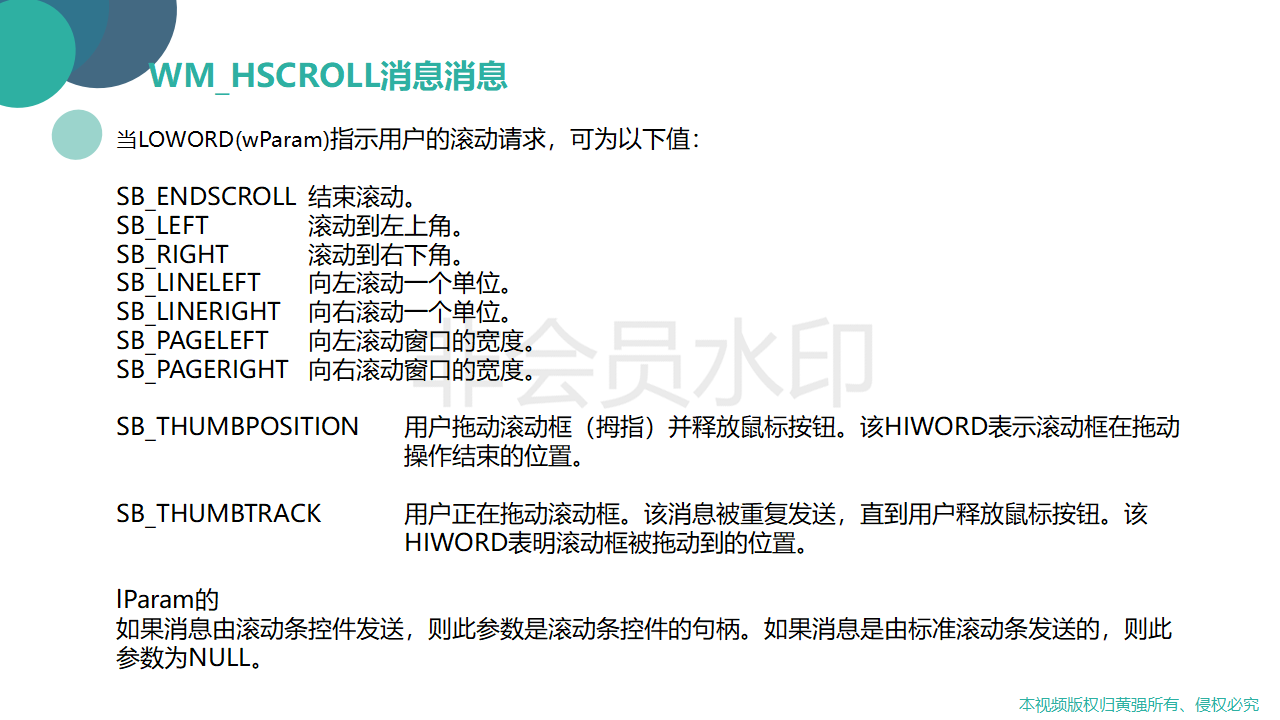 WM_HSCROLL消息消息
当LOWORD(wParam)指示用户的滚动请求，可为以下值：
SB_ENDSCROLL 结束滚动。
SB_LEFT 滚动到左上角。
SB_RIGHT 滚动到右下角。
SB_LINELEFT 向左滚动一个单位。
SB_LINERIGHT 向右滚动一个单位。
SB_PAGELEFT 向左滚动窗口的宽度。
SB_PAGERIGHT 向右滚动窗口的宽度。
非会员水印
SB_THUMBPOSITION 用户拖动滚动框（拇指）并释放鼠标按钮。该HIWORD表示滚动框在拖动
操作结束的位置。
SB_THUMBTRACK 用户正在拖动滚动框。该消息被重复发送，直到用户释放鼠标按钮。该
HIWORD表明滚动框被拖动到的位置。
lParam的
如果消息由滚动条控件发送，则此参数是滚动条控件的句柄。如果消息是由标准滚动条发送的，则此
参数为NULL。
本视频版权归黄强所有、侵权必究